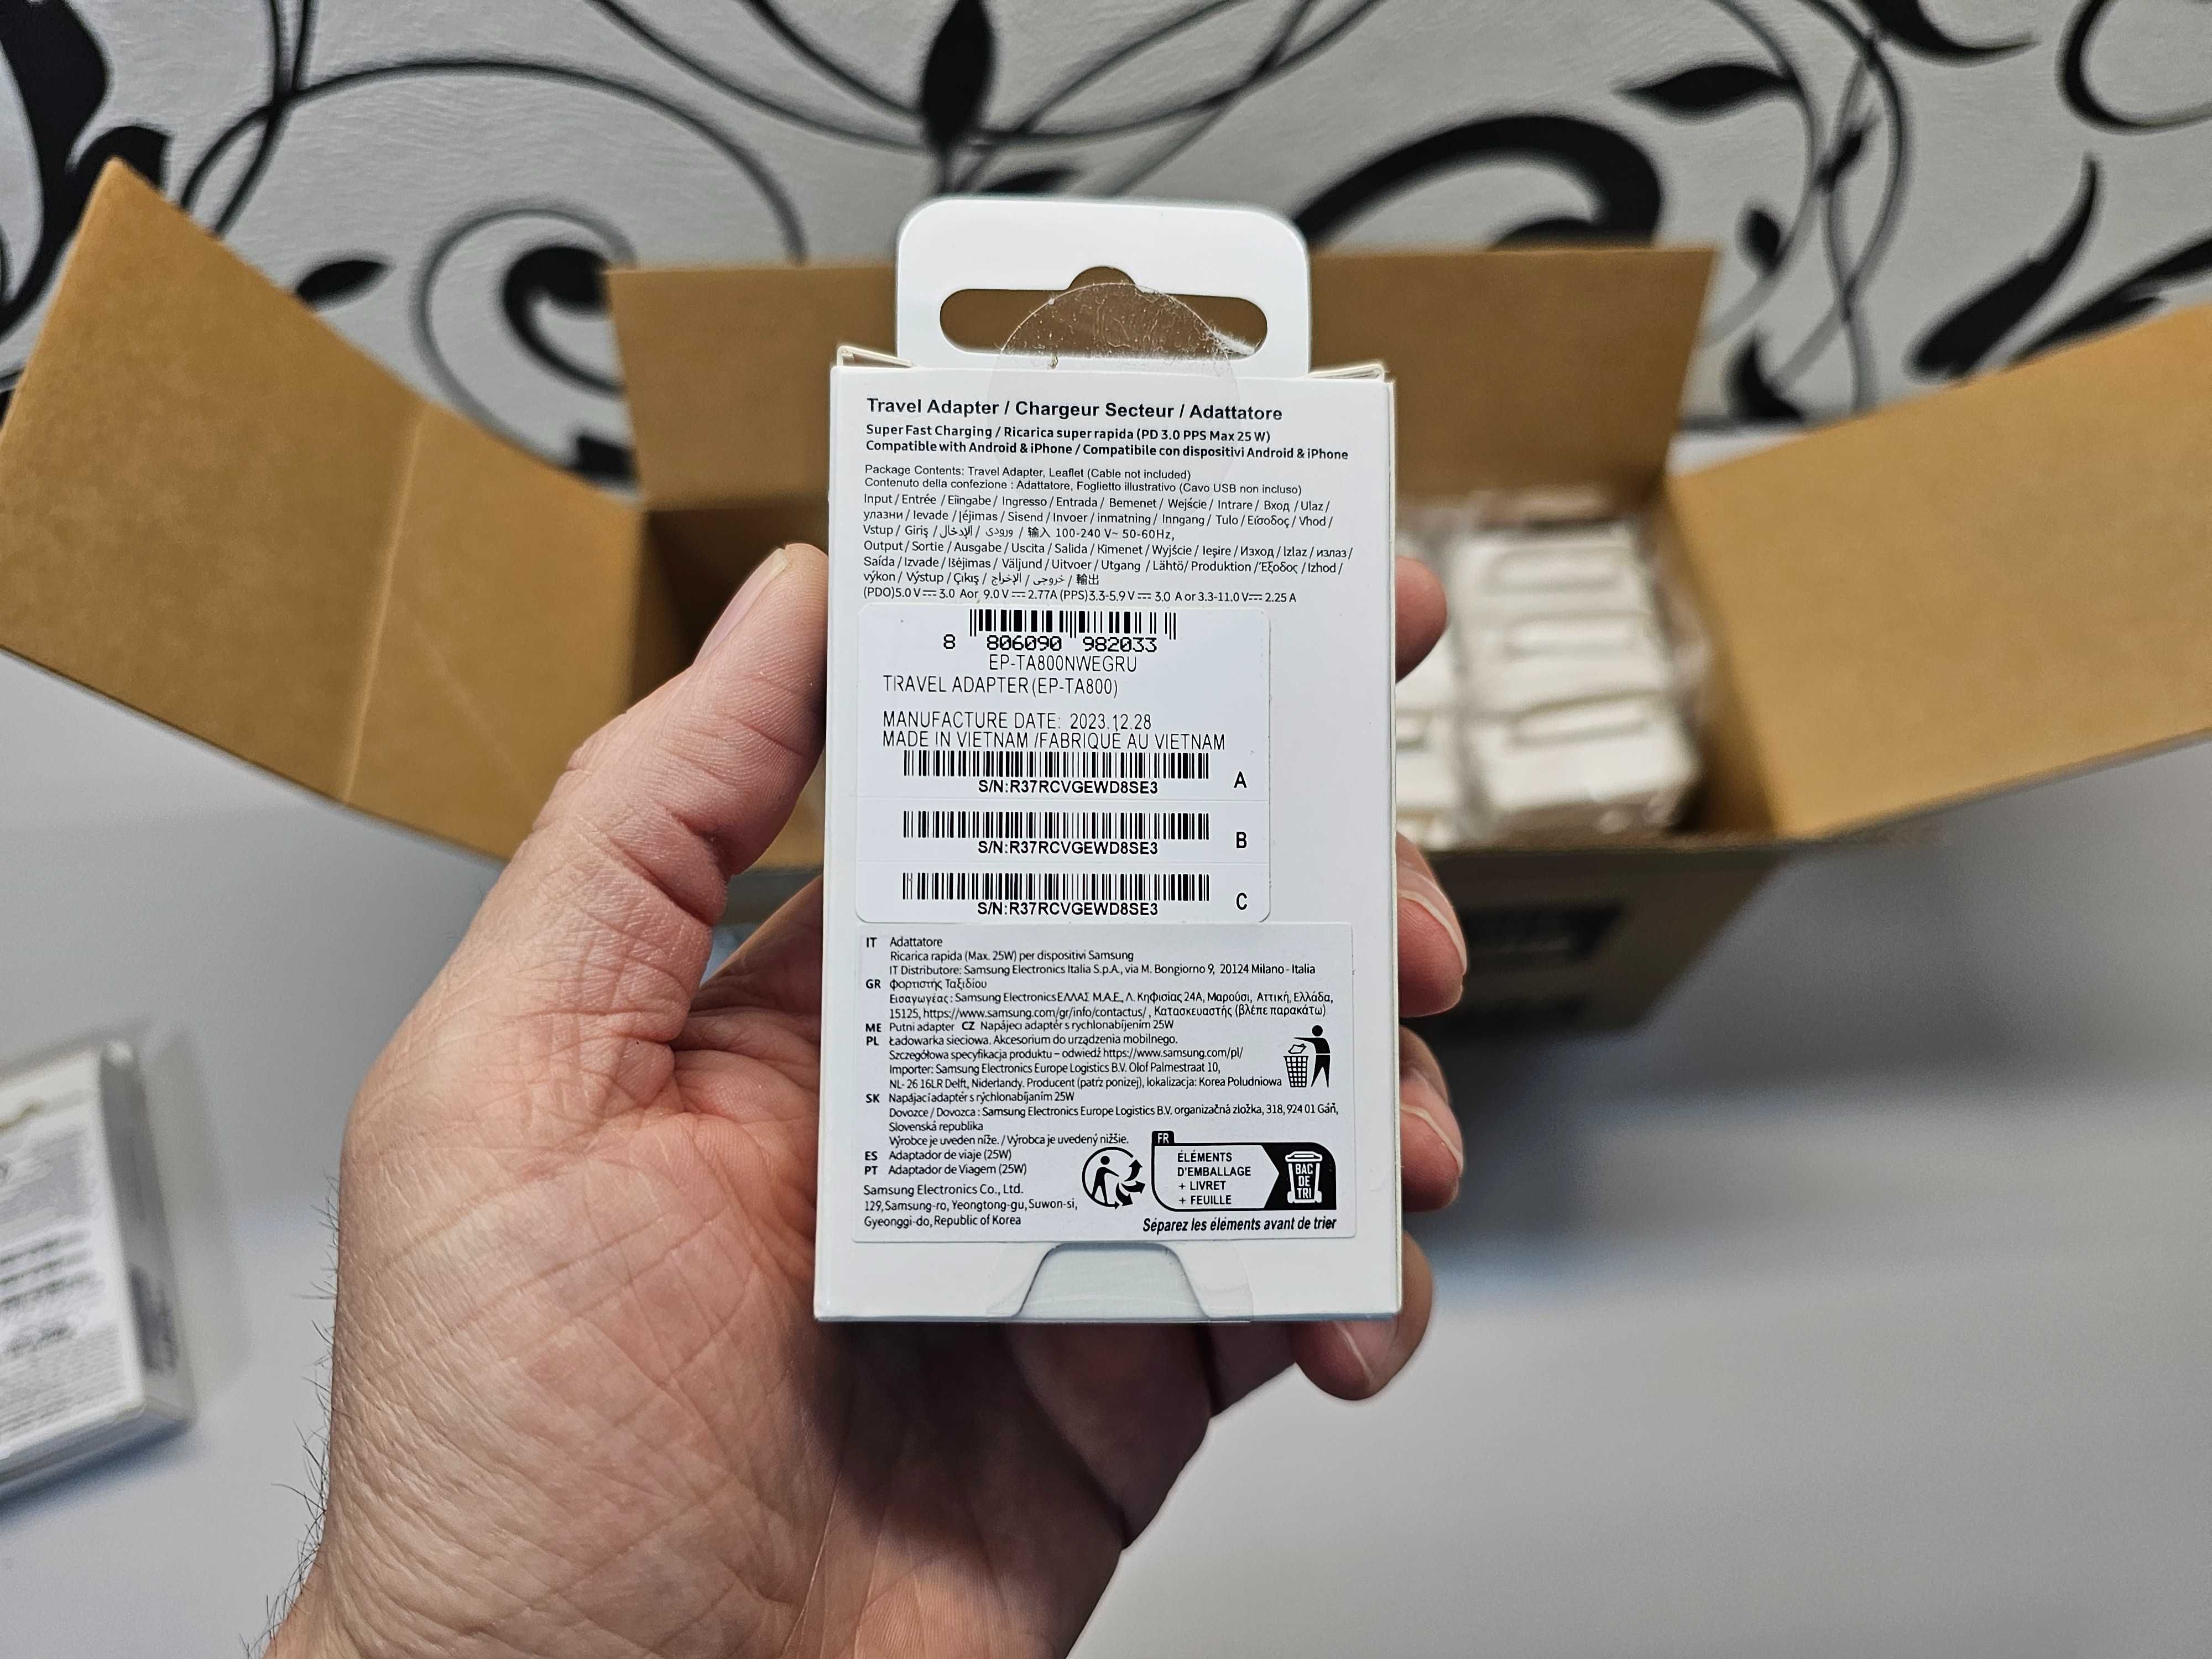 Travel Adapter / Chargeur Secteur / Adattatore
Super Fast Charging / Ricarica super rapida (PD 3.0 PPS Max 25 W)
Compatible with Android & iPhone / Compatibile con dispositivi Android & iPhone
Package Contents: Travel Adapter, Leaflet (Cable not included)
Contenuto della confezione : Adattatore, Foglietto illustrativo (Cavo USB non incluso)
Input / Entrée / Eingabe / Ingresso / Entrada / Bemenet / Wejście / Intrare / Вход / Ulaz /
улазни / Ievade / Įėjimas / Sisend / Invoer / inmatning / Inngang / Tulo / Είσοδος / Vhod /
Vstup / Giriş / الإدخال / ورودی / 輸入 100-240 V~ 50-60Hz,
Output / Sortie / Ausgabe / Uscita / Salida / Kimenet / Wyjście / Ieşire / Изход / Izlaz / излаз /
Saída / Izvade / Išėjimas / Väljund / Uitvoer / Utgang / Lähtö / Produktion / Έξοδος / Izhod /
výkon / Výstup / Çıkış / الإخراج / خروجی / 輸出
(PDO)5.0 V⎓ 3.0 Aor 9.0 V⎓ 2.77A (PPS)3.3-5.9 V⎓ 3.0 A or 3.3-11.0 V⎓ 2.25 A
8 806090 982033
EP-TA800NWEGRU
TRAVEL ADAPTER(EP-TA800)
MANUFACTURE DATE: 2023.12.28
MADE IN VIETNAM /FABRIQUÉ AU VIETNAM
S/N:R37RCVGEWD8SE3 A
S/N:R37RCVGEWD8SE3 B
S/N:R37RCVGEWD8SE3 C
IT Adattatore
Ricarica rapida (Max. 25W) per dispositivi Samsung
IT Distributore: Samsung Electronics Italia S.p.A., via M. Bongiorno 9, 20124 Milano - Italia
GR Φορτιστής Ταξιδίου
Εισαγωγέας : Samsung Electronics ΕΛΛΑΣ Μ.Α.Ε., Λ. Κηφισίας 24Α, Μαρούσι, Αττική, Ελλάδα,
15125, https://www.samsung.com/gr/info/contactus/ , Κατασκευαστής (βλέπε παρακάτω)
ME Putni adapter CZ Napájecí adaptér s rychlonabíjením 25W
PL Ładowarka sieciowa. Akcesorium do urządzenia mobilnego.
Szczegółowa specyfikacja produktu – odwiedź https://www.samsung.com/pl/
Importer: Samsung Electronics Europe Logistics B.V. Olof Palmestraat 10,
NL- 26 16LR Delft, Niderlandy. Producent (patrz poniżej), lokalizacja: Korea Południowa
SK Napájací adaptér s rýchlonabíjaním 25W
Dovozce / Dovozca : Samsung Electronics Europe Logistics B.V. organizačná zložka, 318, 924 01 Gáň,
Slovenská republika
Výrobce je uveden níže. / Výrobca je uvedený nižšie.
ES Adaptador de viaje (25W)
PT Adaptador de Viagem (25W)
Samsung Electronics Co., Ltd.
129, Samsung-ro, Yeongtong-gu, Suwon-si,
Gyeonggi-do, Republic of Korea
FR
ÉLÉMENTS
D'EMBALLAGE
+ LIVRET
+ FEUILLE
BAC
DE
TRI
Séparez les éléments avant de trier